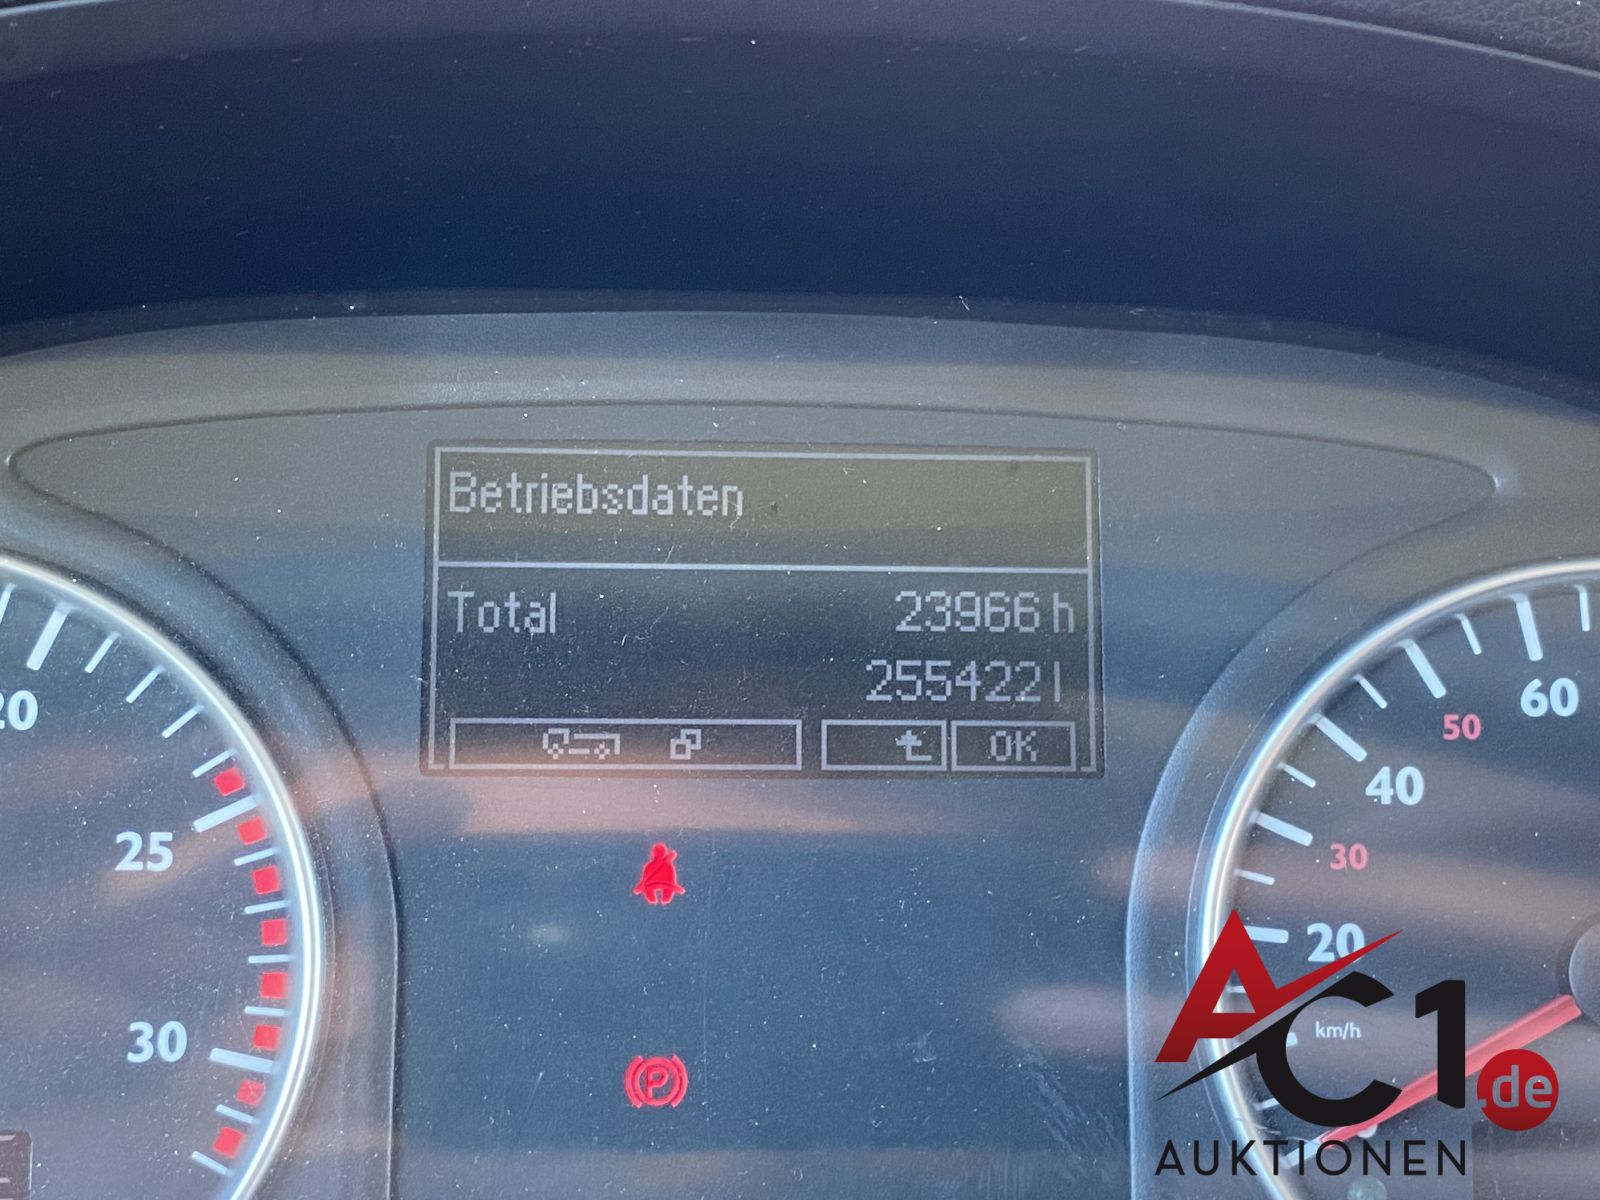 Betriebsdaten
Total 23966 h
255422 l
OK
20
25
30
60
50
40
30
20
km/h
P
AC1.de
AUKTIONEN